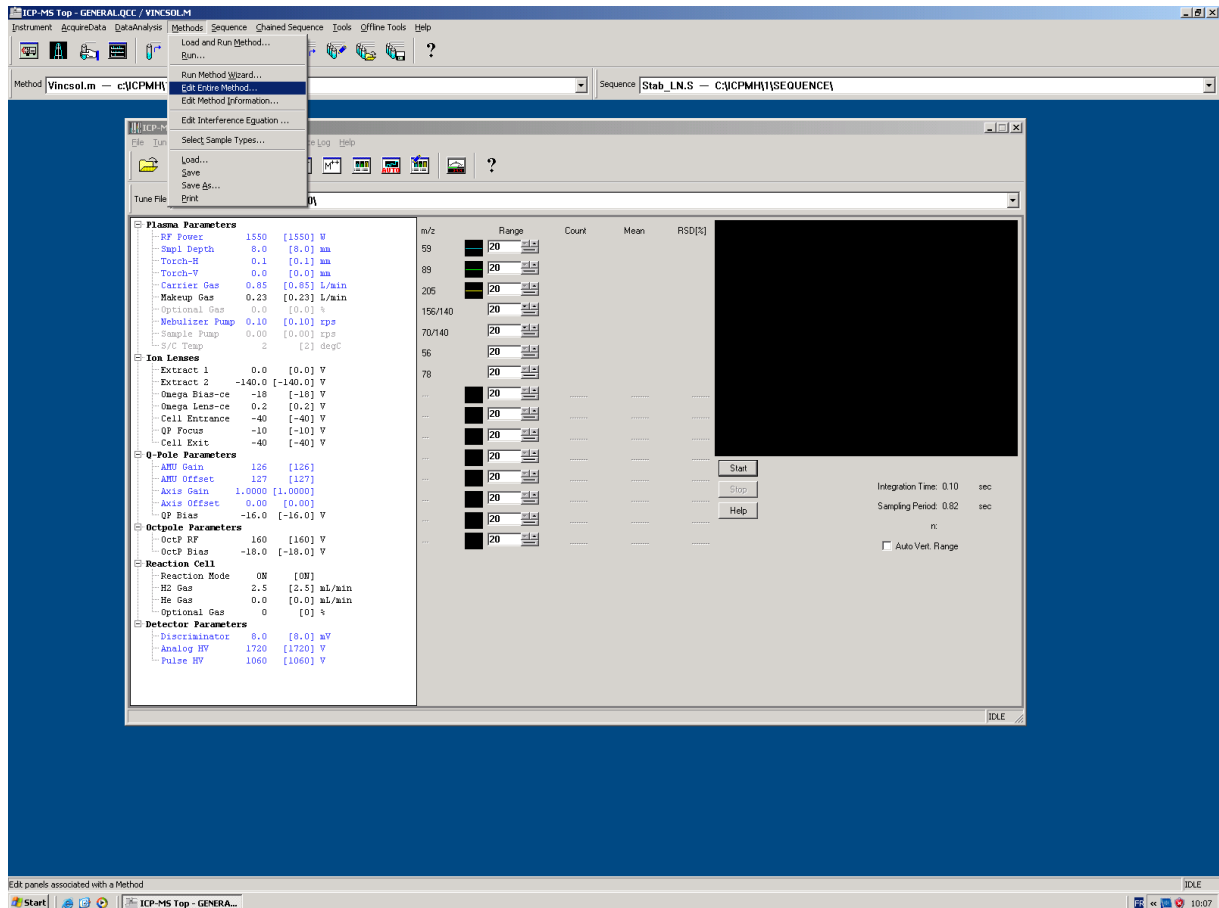 ICP-MS Top - GENERAL.QCC / VINCSOL.M
Instrument AcquireData DataAnalysis Methods Sequence Chained Sequence Tools Offline Tools Help
Load and Run Method...
Run...
Run Method Wizard...
Edit Entire Method...
Edit Method Information...
Edit Interference Equation ...
Select Sample Types...
Load...
Save
Save As...
Print
Method Vincsol.m — c:\ICPMH\
Sequence Stab_LN.S — C:\ICPMH\1\SEQUENCE\
ICP-M
File Tun Log Help
M++ AUTO ?
Tune File 0\
Plasma Parameters
RF Power 1550 [1550] W
Smpl Depth 8.0 [8.0] mm
Torch-H 0.1 [0.1] mm
Torch-V 0.0 [0.0] mm
Carrier Gas 0.85 [0.85] L/min
Makeup Gas 0.23 [0.23] L/min
Optional Gas 0.0 [0.0] %
Nebulizer Pump 0.10 [0.10] rps
Sample Pump 0.00 [0.00] rps
S/C Temp 2 [2] degC
Ion Lenses
Extract 1 0.0 [0.0] V
Extract 2 -140.0 [-140.0] V
Omega Bias-ce -18 [-18] V
Omega Lens-ce 0.2 [0.2] V
Cell Entrance -40 [-40] V
QP Focus -10 [-10] V
Cell Exit -40 [-40] V
Q-Pole Parameters
AMU Gain 126 [126]
AMU Offset 127 [127]
Axis Gain 1.0000 [1.0000]
Axis Offset 0.00 [0.00]
QP Bias -16.0 [-16.0] V
Octpole Parameters
OctP RF 160 [160] V
OctP Bias -18.0 [-18.0] V
Reaction Cell
Reaction Mode ON [ON]
H2 Gas 2.5 [2.5] mL/min
He Gas 0.0 [0.0] mL/min
Optional Gas 0 [0] %
Detector Parameters
Discriminator 8.0 [8.0] mV
Analog HV 1720 [1720] V
Pulse HV 1060 [1060] V
m/z Range Count Mean RSD[%]
59 20
89 20
205 20
156/140 20
70/140 20
56 20
78 20
... 20 ........ ........ ........
... 20 ........ ........ ........
... 20 ........ ........ ........
... 20 ........ ........ ........
... 20 ........ ........ ........
... 20 ........ ........ ........
... 20 ........ ........ ........
... 20 ........ ........ ........
Start
Stop
Help
Integration Time: 0.10 sec
Sampling Period: 0.82 sec
n:
Auto Vert. Range
IDLE
Edit panels associated with a Method IDLE
Start ICP-MS Top - GENERA... FR « 10:07